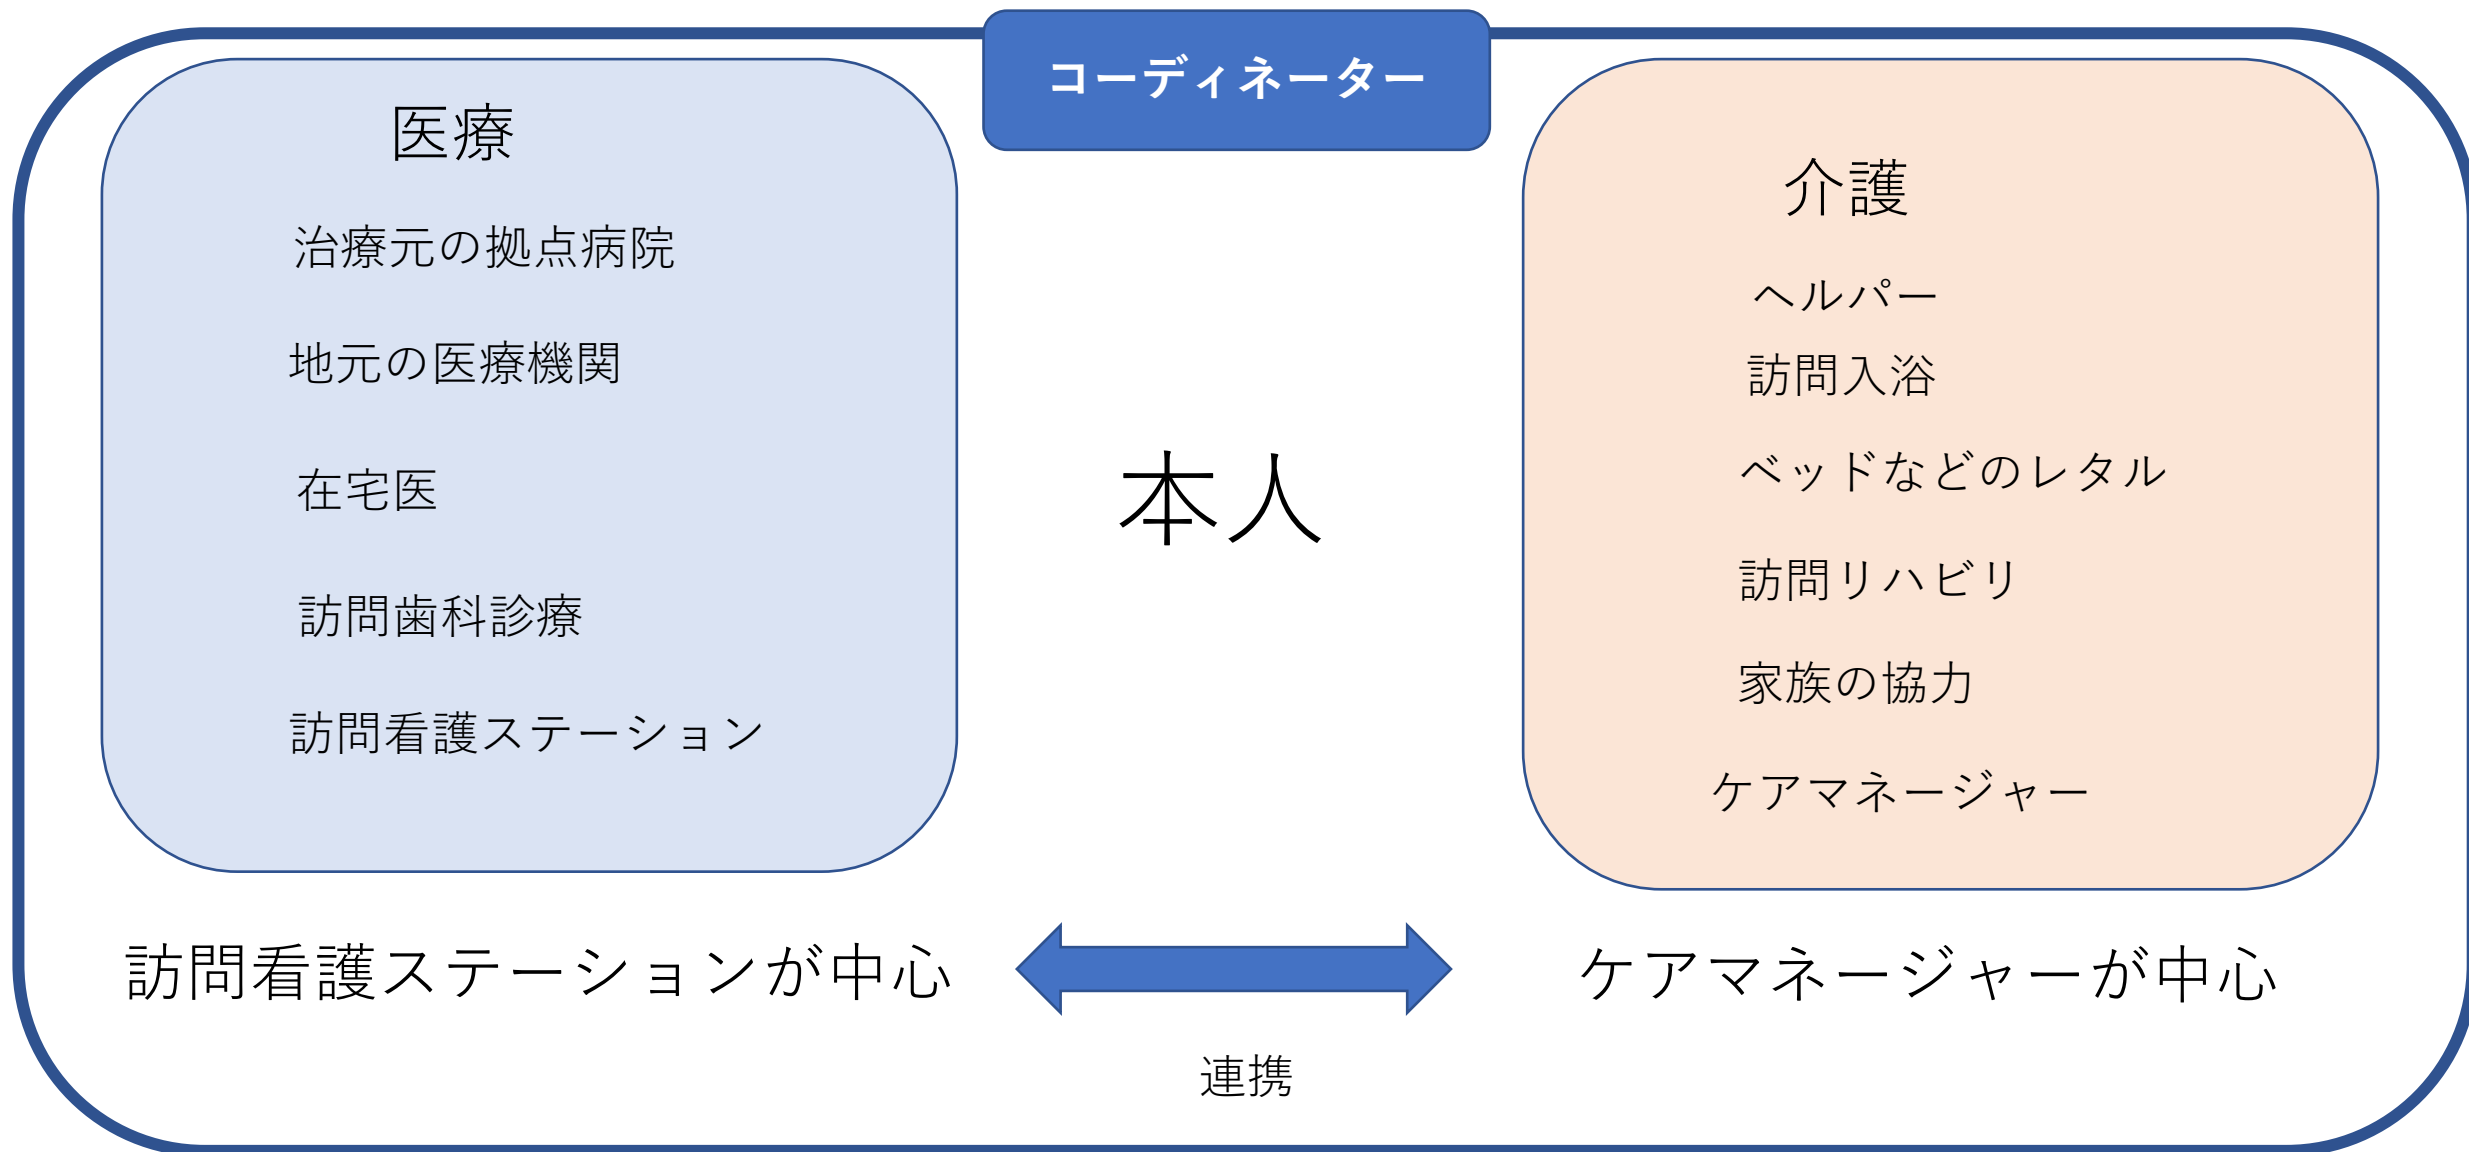 コーディネーター
医療
治療元の拠点病院
地元の医療機関
在宅医
訪問歯科診療
訪問看護ステーション
本人
介護
ヘルパー
訪問入浴
ベッドなどのレタル
訪問リハビリ
家族の協力
ケアマネージャー
訪問看護ステーションが中心
ケアマネージャーが中心
連携